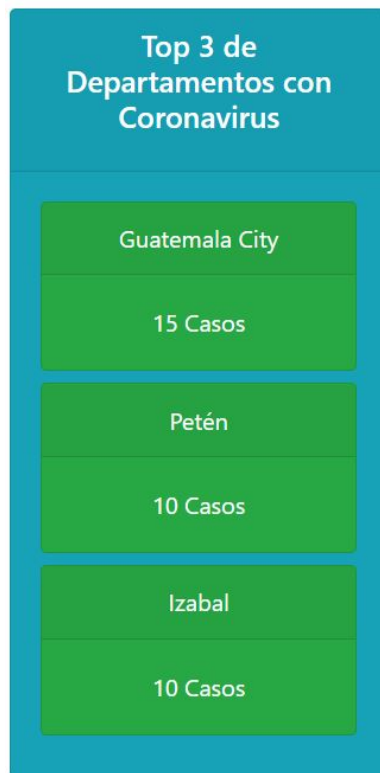 Top 3 de
Departamentos con
Coronavirus
Guatemala City
15 Casos
Petén
10 Casos
Izabal
10 Casos